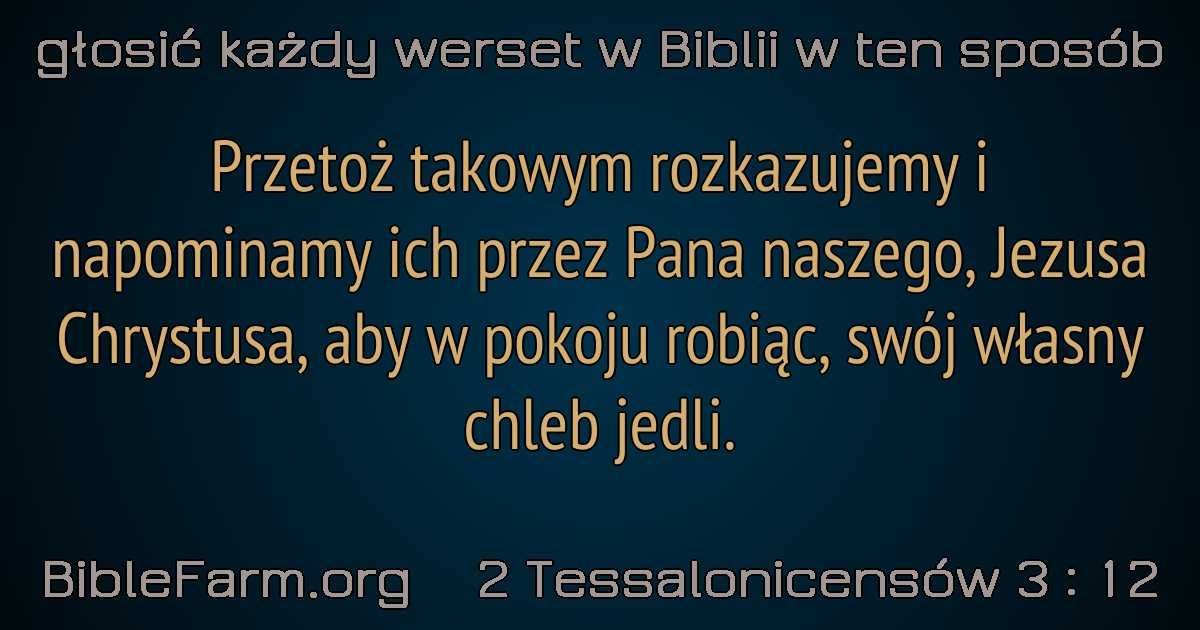 głosić każdy werset w Biblii w ten sposób
Przetoż takowym rozkazujemy i
napominamy ich przez Pana naszego, Jezusa
Chrystusa, aby w pokoju robiąc, swój własny
chleb jedli.
BibleFarm.org 2 Tessalonicensów 3 : 12